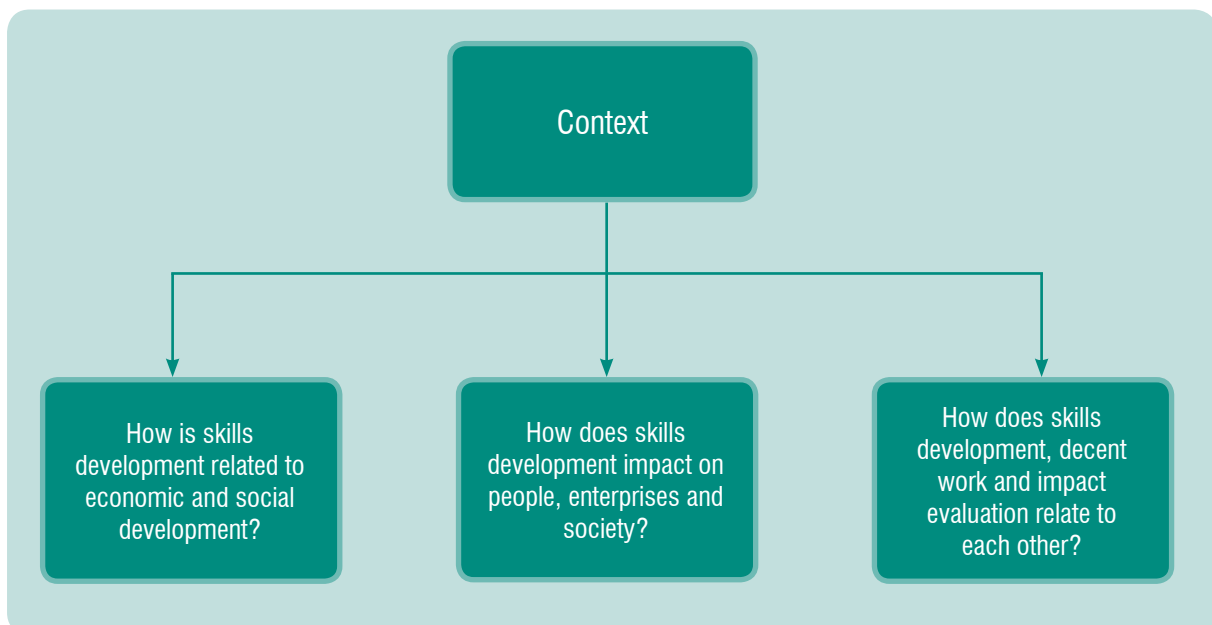 Context
How is skills
development related to
economic and social
development?
How does skills
development impact on
people, enterprises and
society?
How does skills
development, decent
work and impact
evaluation relate to
each other?